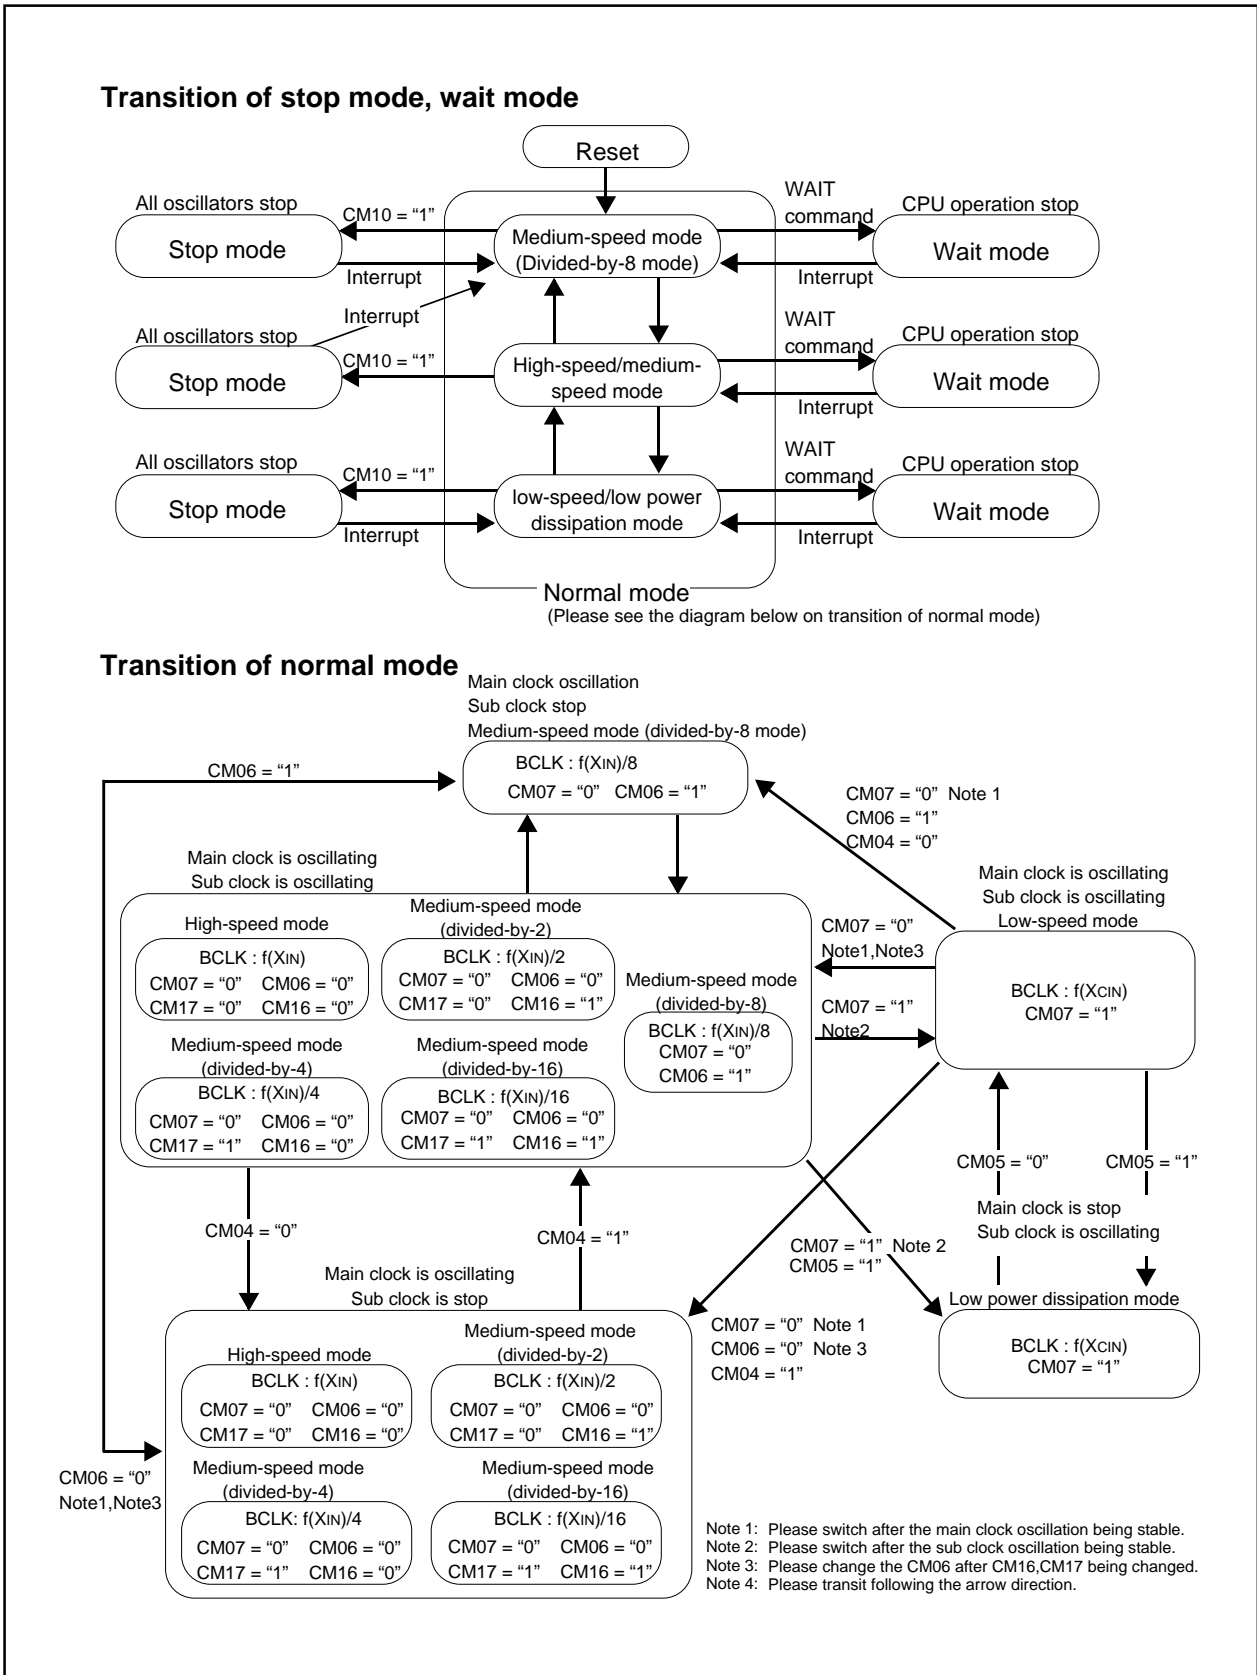 Transition of stop mode, wait mode
Reset
All oscillators stop
CM10 = “1”
WAIT
command
CPU operation stop
Stop mode
Medium-speed mode
(Divided-by-8 mode)
Wait mode
Interrupt
Interrupt
Interrupt
All oscillators stop
CM10 = “1”
WAIT
command
CPU operation stop
Stop mode
High-speed/medium-
speed mode
Wait mode
Interrupt
All oscillators stop
CM10 = “1”
WAIT
command
CPU operation stop
Stop mode
low-speed/low power
dissipation mode
Wait mode
Interrupt
Interrupt
Normal mode
(Please see the diagram below on transition of normal mode)
Transition of normal mode
Main clock oscillation
Sub clock stop
Medium-speed mode (divided-by-8 mode)
CM06 = “1”
BCLK : f(XIN)/8
CM07 = “0” CM06 = “1”
CM07 = “0” Note 1
CM06 = “1”
CM04 = “0”
Main clock is oscillating
Sub clock is oscillating
High-speed mode
BCLK : f(XIN)
CM07 = “0” CM06 = “0”
CM17 = “0” CM16 = “0”
Medium-speed mode
(divided-by-2)
BCLK : f(XIN)/2
CM07 = “0” CM06 = “0”
CM17 = “0” CM16 = “1”
Medium-speed mode
(divided-by-8)
BCLK : f(XIN)/8
CM07 = “0”
CM06 = “1”
Medium-speed mode
(divided-by-4)
BCLK : f(XIN)/4
CM07 = “0” CM06 = “0”
CM17 = “1” CM16 = “0”
Medium-speed mode
(divided-by-16)
BCLK : f(XIN)/16
CM07 = “0” CM06 = “0”
CM17 = “1” CM16 = “1”
CM07 = “0”
Note1,Note3
CM07 = “1”
Note2
Main clock is oscillating
Sub clock is oscillating
Low-speed mode
BCLK : f(XCIN)
CM07 = “1”
CM05 = “0”
CM05 = “1”
Main clock is stop
Sub clock is oscillating
Low power dissipation mode
BCLK : f(XCIN)
CM07 = “1”
CM04 = “0”
CM04 = “1”
CM07 = “1” Note 2
CM05 = “1”
CM07 = “0” Note 1
CM06 = “0” Note 3
CM04 = “1”
Main clock is oscillating
Sub clock is stop
High-speed mode
BCLK : f(XIN)
CM07 = “0” CM06 = “0”
CM17 = “0” CM16 = “0”
Medium-speed mode
(divided-by-2)
BCLK : f(XIN)/2
CM07 = “0” CM06 = “0”
CM17 = “0” CM16 = “1”
CM06 = “0”
Note1,Note3
Medium-speed mode
(divided-by-4)
BCLK: f(XIN)/4
CM07 = “0” CM06 = “0”
CM17 = “1” CM16 = “0”
Medium-speed mode
(divided-by-16)
BCLK : f(XIN)/16
CM07 = “0” CM06 = “0”
CM17 = “1” CM16 = “1”
Note 1: Please switch after the main clock oscillation being stable.
Note 2: Please switch after the sub clock oscillation being stable.
Note 3: Please change the CM06 after CM16,CM17 being changed.
Note 4: Please transit following the arrow direction.